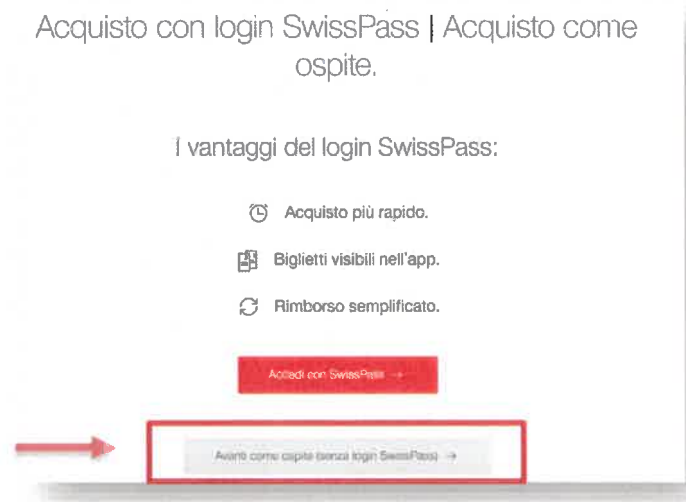 Acquisto con login SwissPass | Acquisto come
ospite.
I vantaggi del login SwissPass:
Acquisto più rapido.
Biglietti visibili nell'app.
Rimborso semplificato.
Accedi con SwissPass →
Avanti come ospite (senza login SwissPass) →